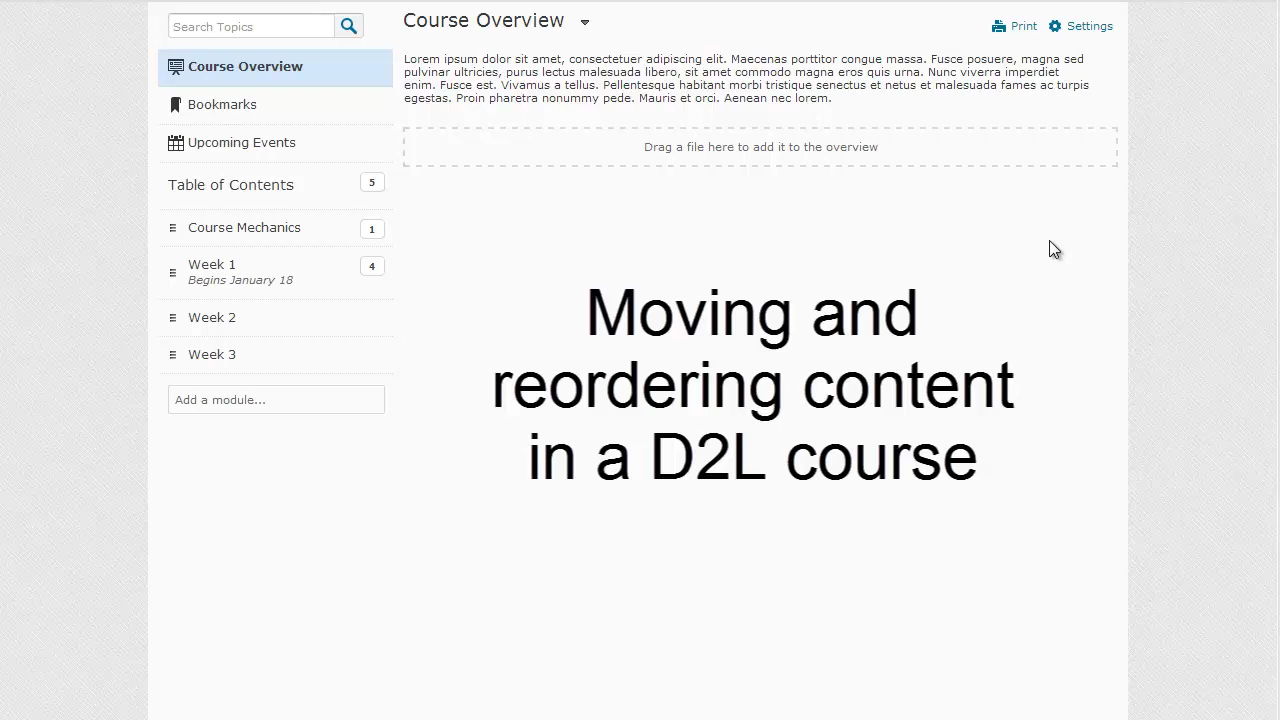 Search Topics
Course Overview
Bookmarks
Upcoming Events
Table of Contents 5
Course Mechanics 1
Week 1 4
Begins January 18
Week 2
Week 3
Add a module...
Course Overview
Print Settings
Lorem ipsum dolor sit amet, consectetuer adipiscing elit. Maecenas porttitor congue massa. Fusce posuere, magna sed
pulvinar ultricies, purus lectus malesuada libero, sit amet commodo magna eros quis urna. Nunc viverra imperdiet
enim. Fusce est. Vivamus a tellus. Pellentesque habitant morbi tristique senectus et netus et malesuada fames ac turpis
egestas. Proin pharetra nonummy pede. Mauris et orci. Aenean nec lorem.
Drag a file here to add it to the overview
Moving and
reordering content
in a D2L course